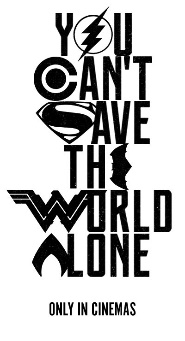 YOU
CAN'T
SAVE
THE
WORLD
ALONE
ONLY IN CINEMAS